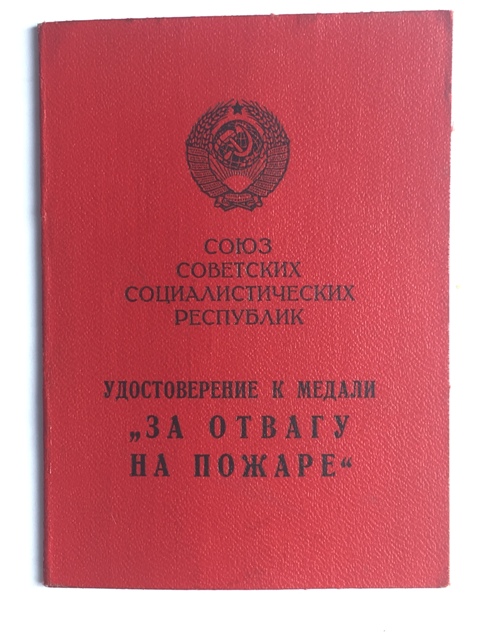 СОЮЗ
СОВЕТСКИХ
СОЦИАЛИСТИЧЕСКИХ
РЕСПУБЛИК
УДОСТОВЕРЕНИЕ К МЕДАЛИ
„ЗА ОТВАГУ
НА ПОЖАРЕ“